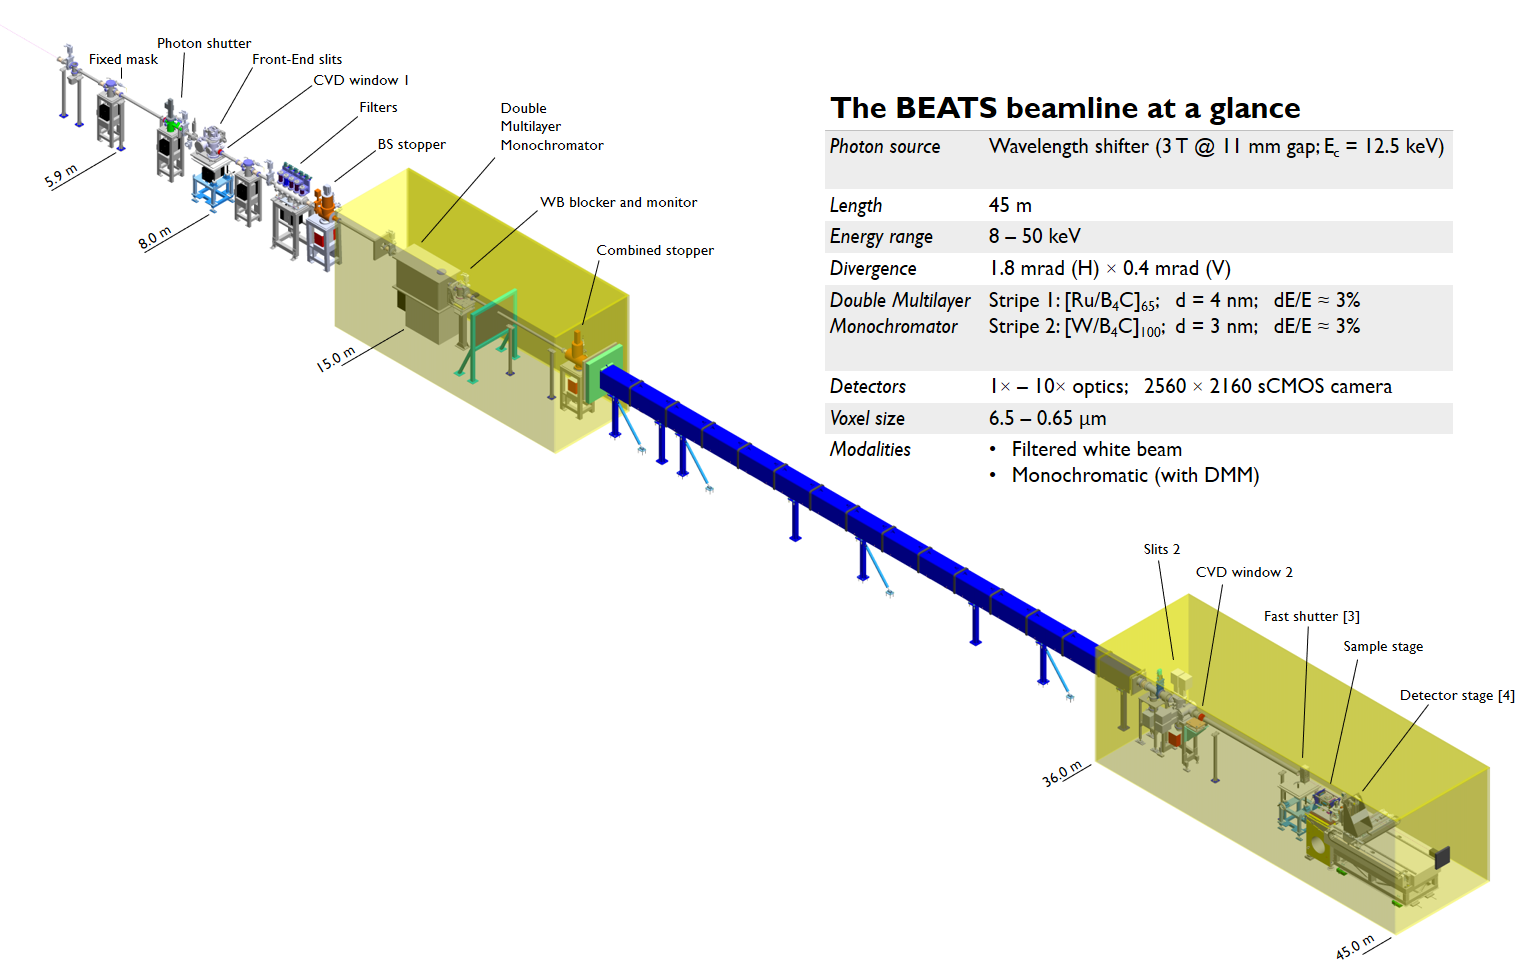 Photon shutter
Fixed mask
Front-End slits
CVD window 1
Filters
BS stopper
Double
Multilayer
Monochromator
WB blocker and monitor
Combined stopper
5.9 m
8.0 m
15.0 m
The BEATS beamline at a glance
Photon source Wavelength shifter (3 T @ 11 mm gap; Ec = 12.5 keV)
Length 45 m
Energy range 8 – 50 keV
Divergence 1.8 mrad (H) × 0.4 mrad (V)
Double Multilayer Stripe 1: [Ru/B4C]65; d = 4 nm; dE/E ≈ 3%
Monochromator Stripe 2: [W/B4C]100; d = 3 nm; dE/E ≈ 3%
Detectors 1× – 10× optics; 2560 × 2160 sCMOS camera
Voxel size 6.5 – 0.65 µm
Modalities • Filtered white beam
• Monochromatic (with DMM)
Slits 2
CVD window 2
Fast shutter [3]
Sample stage
Detector stage [4]
36.0 m
45.0 m